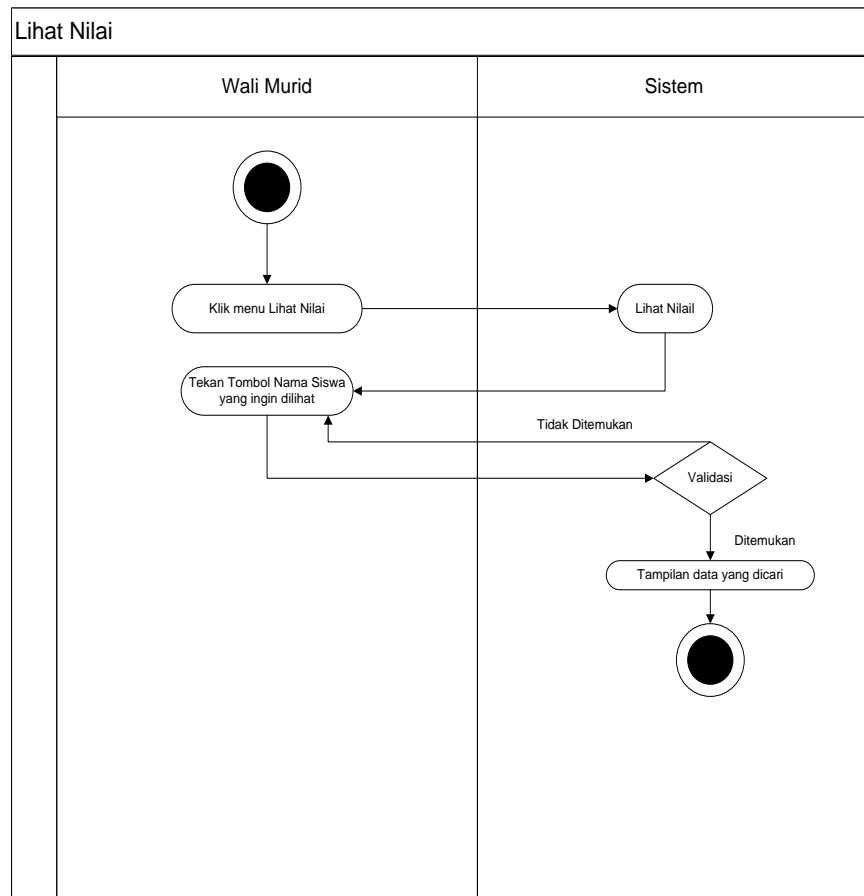 Lihat Nilai
Wali Murid
Sistem
Klik menu Lihat Nilai
Lihat Nilail
Tekan Tombol Nama Siswa
yang ingin dilihat
Tidak Ditemukan
Validasi
Ditemukan
Tampilan data yang dicari